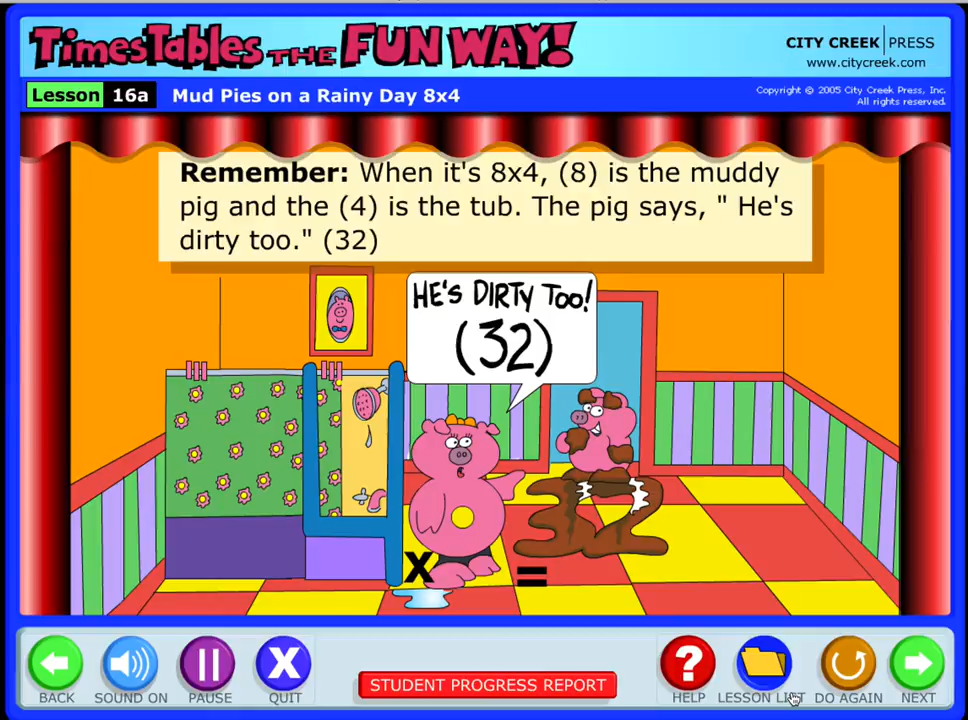 TimesTables THE FUN WAY!
CITY CREEK | PRESS
www.citycreek.com
Lesson 16a Mud Pies on a Rainy Day 8x4
Copyright © 2005 City Creek Press, Inc.
All rights reserved.
Remember: When it's 8x4, (8) is the muddy
pig and the (4) is the tub. The pig says, " He's
dirty too." (32)
HE'S DIRTY TOO!
(32)
32
x =
BACK SOUND ON PAUSE QUIT STUDENT PROGRESS REPORT HELP LESSON LIST DO AGAIN NEXT